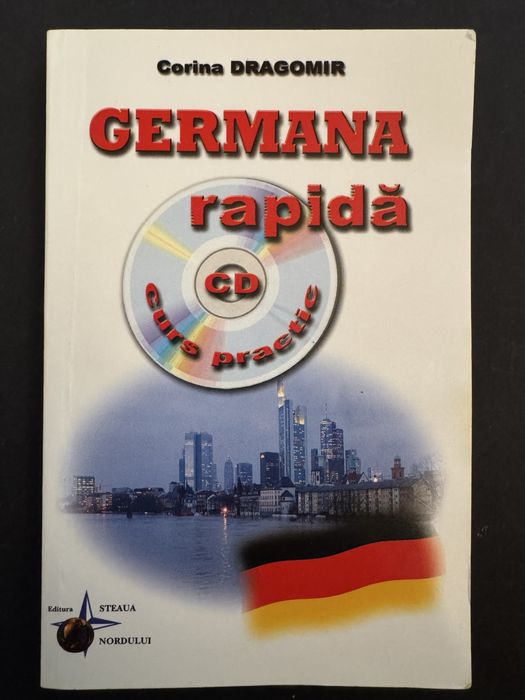 Corina DRAGOMIR
GERMANA
rapidă
CD
curs practic
Editura STEAUA
NORDULUI